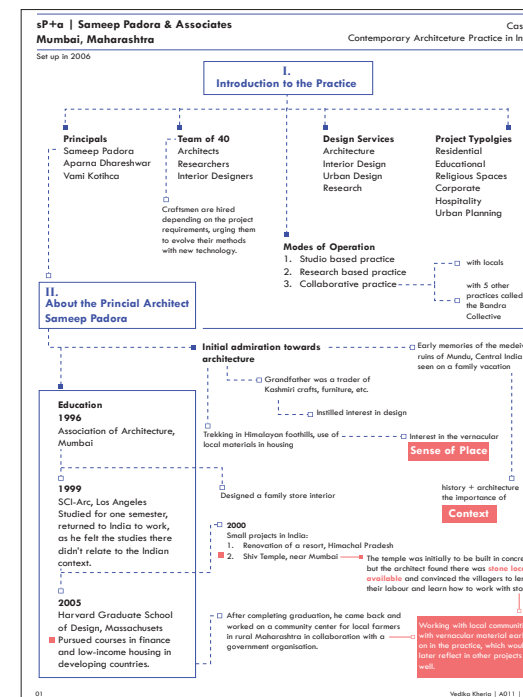 sP+a | Sameep Padora & Associates
Mumbai, Maharashtra
Cas
Contemporary Architceture Practice in In
Set up in 2006
I.
Introduction to the Practice
Principals
Sameep Padora
Aparna Dhareshwar
Vami Kotihca
Team of 40
Architects
Researchers
Interior Designers
Craftsmen are hired
depending on the project
requirements, urging them
to evolve their methods
with new technology.
Design Services
Architecture
Interior Design
Urban Design
Research
Project Typolgies
Residential
Educational
Religious Spaces
Corporate
Hospitality
Urban Planning
Modes of Operation
1. Studio based practice
2. Research based practice
3. Collaborative practice
with locals
with 5 other
practices called
the Bandra
Collective
II.
About the Princial Architect
Sameep Padora
Initial admiration towards
architecture
Early memories of the medeiv
ruins of Mundu, Central India
seen on a family vacation
Grandfather was a trader of
Kashmiri crafts, furniture, etc.
Instilled interest in design
Trekking in Himalayan foothills, use of
local materials in housing
Interest in the vernacular
Sense of Place
Designed a family store interior
history + architecture
the importance of
Context
Education
1996
Association of Architecture,
Mumbai
1999
SCI-Arc, Los Angeles
Studied for one semester,
returned to India to work,
as he felt the studies there
didn't relate to the Indian
context.
2000
Small projects in India:
1. Renovation of a resort, Himachal Pradesh
2. Shiv Temple, near Mumbai
The temple was initially to be built in concre
but the architect found there was stone loca
available and convinced the villagers to len
their labour and learn how to work with sto
2005
Harvard Graduate School
of Design, Massachusets
Pursued courses in finance
and low-income housing in
developing countries.
After completing graduation, he came back and
worked on a community center for local farmers
in rural Maharashtra in collaboration with a
government organisation.
Working with local communiti
with vernacular material earl
on in the practice, which woul
later reflect in other projects
well.
01
Vedika Kheria | A011 |